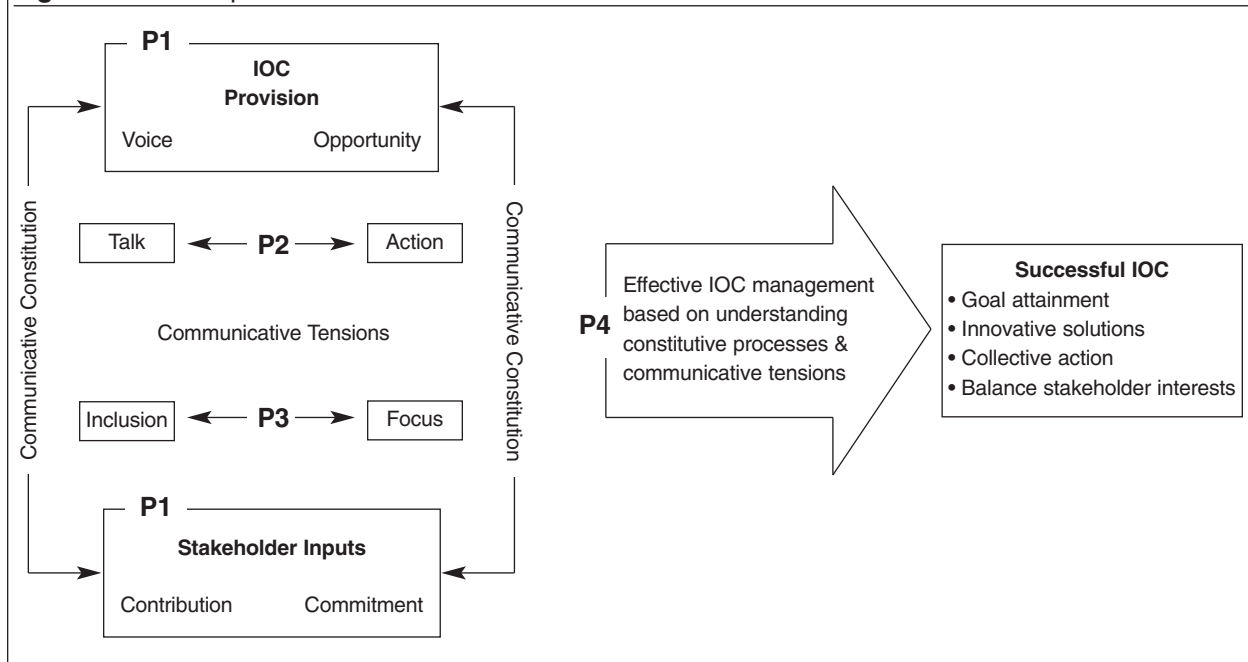 P1
IOC
Provision
Voice Opportunity
Communicative Constitution
Communicative Constitution
Talk P2 Action
Communicative Tensions
Inclusion P3 Focus
P1
Stakeholder Inputs
Contribution Commitment
P4
Effective IOC management
based on understanding
constitutive processes &
communicative tensions
Successful IOC
• Goal attainment
• Innovative solutions
• Collective action
• Balance stakeholder interests